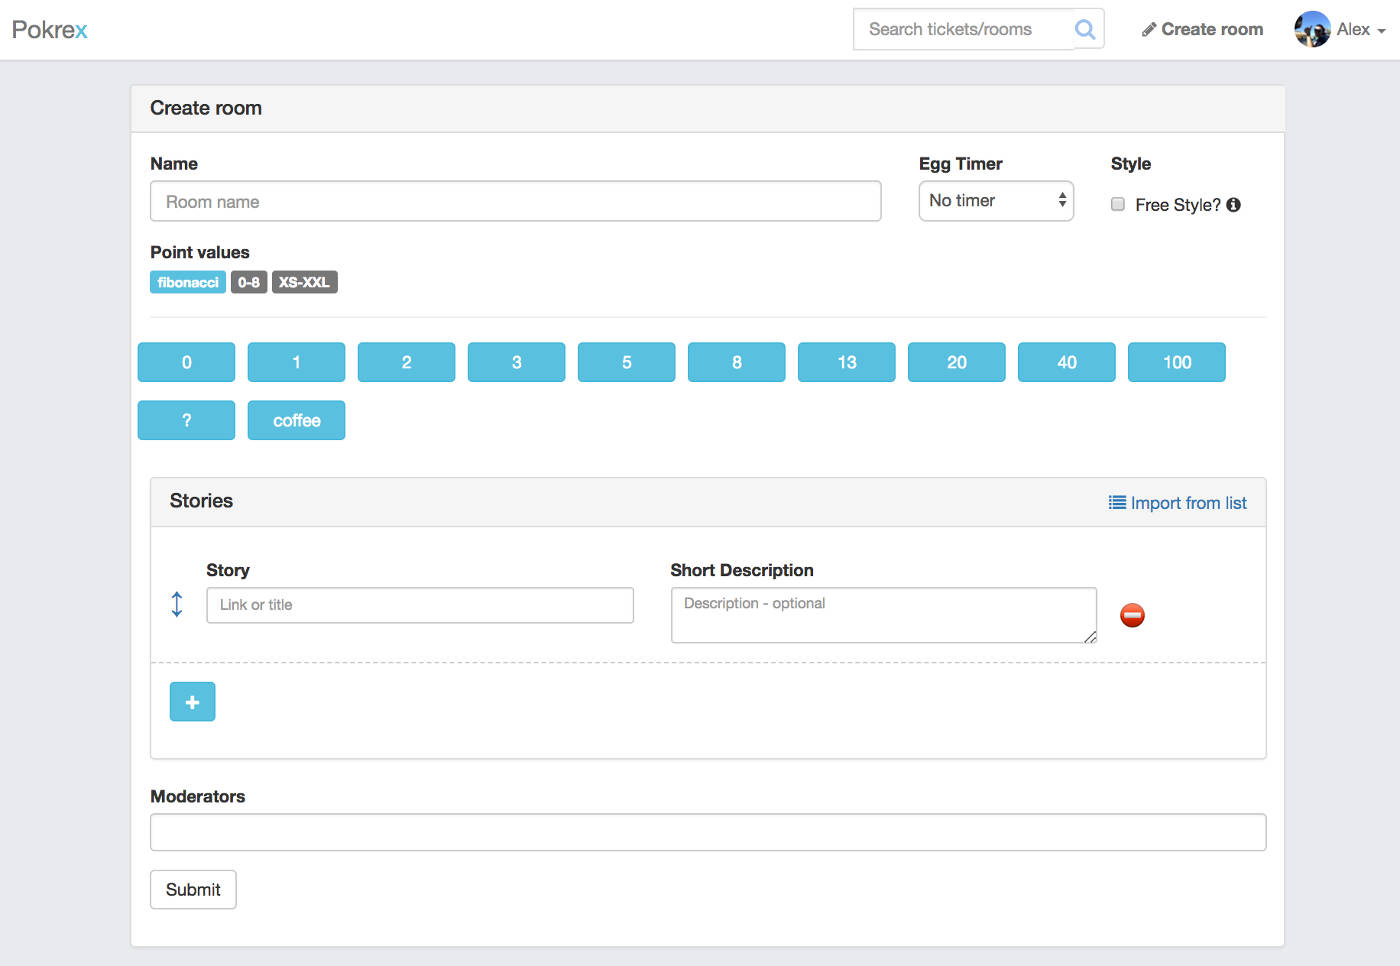 Pokrex
Search tickets/rooms
Create room
Alex
Create room
Name
Egg Timer
Style
Room name
No timer
Free Style?
Point values
fibonacci 0-8 XS-XXL
0 1 2 3 5 8 13 20 40 100
? coffee
Stories
Import from list
Story
Short Description
Link or title
Description - optional
Moderators
Submit